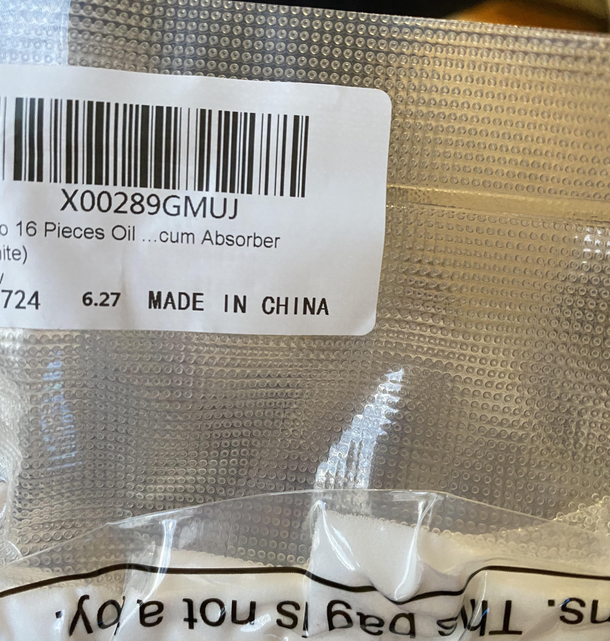 X00289GMUJ
o 16 Pieces Oil ...cum Absorber
ite)
724 6.27 MADE IN CHINA
ns. This bag is not a toy.